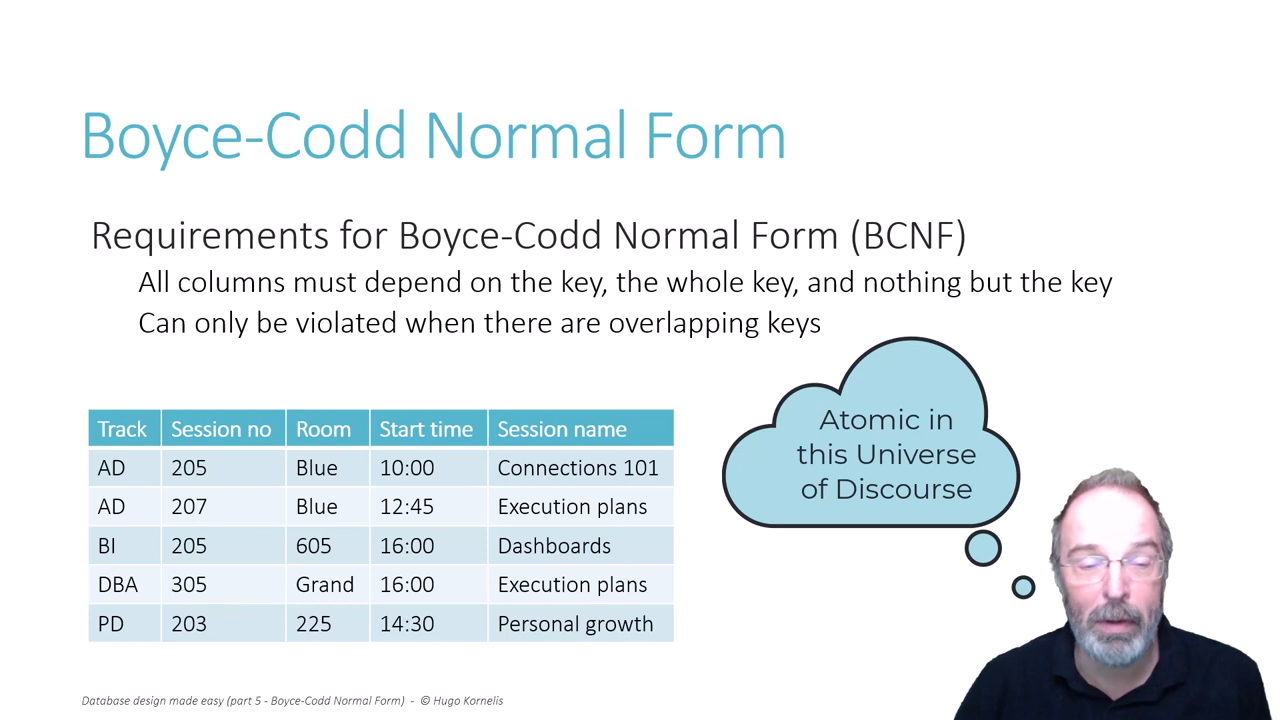 Boyce-Codd Normal Form
Requirements for Boyce-Codd Normal Form (BCNF)
All columns must depend on the key, the whole key, and nothing but the key
Can only be violated when there are overlapping keys
Atomic in
this Universe
of Discourse
Track Session no Room Start time Session name
AD 205 Blue 10:00 Connections 101
AD 207 Blue 12:45 Execution plans
BI 205 605 16:00 Dashboards
DBA 305 Grand 16:00 Execution plans
PD 203 225 14:30 Personal growth
Database design made easy (part 5 - Boyce-Codd Normal Form) - © Hugo Kornelis